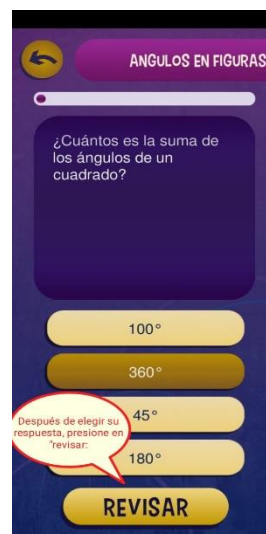 ANGULOS EN FIGURAS
¿Cuántos es la suma de
los ángulos de un
cuadrado?
100°
360°
45°
180°
Después de elegir su
respuesta, presione en
"revisar:
REVISAR